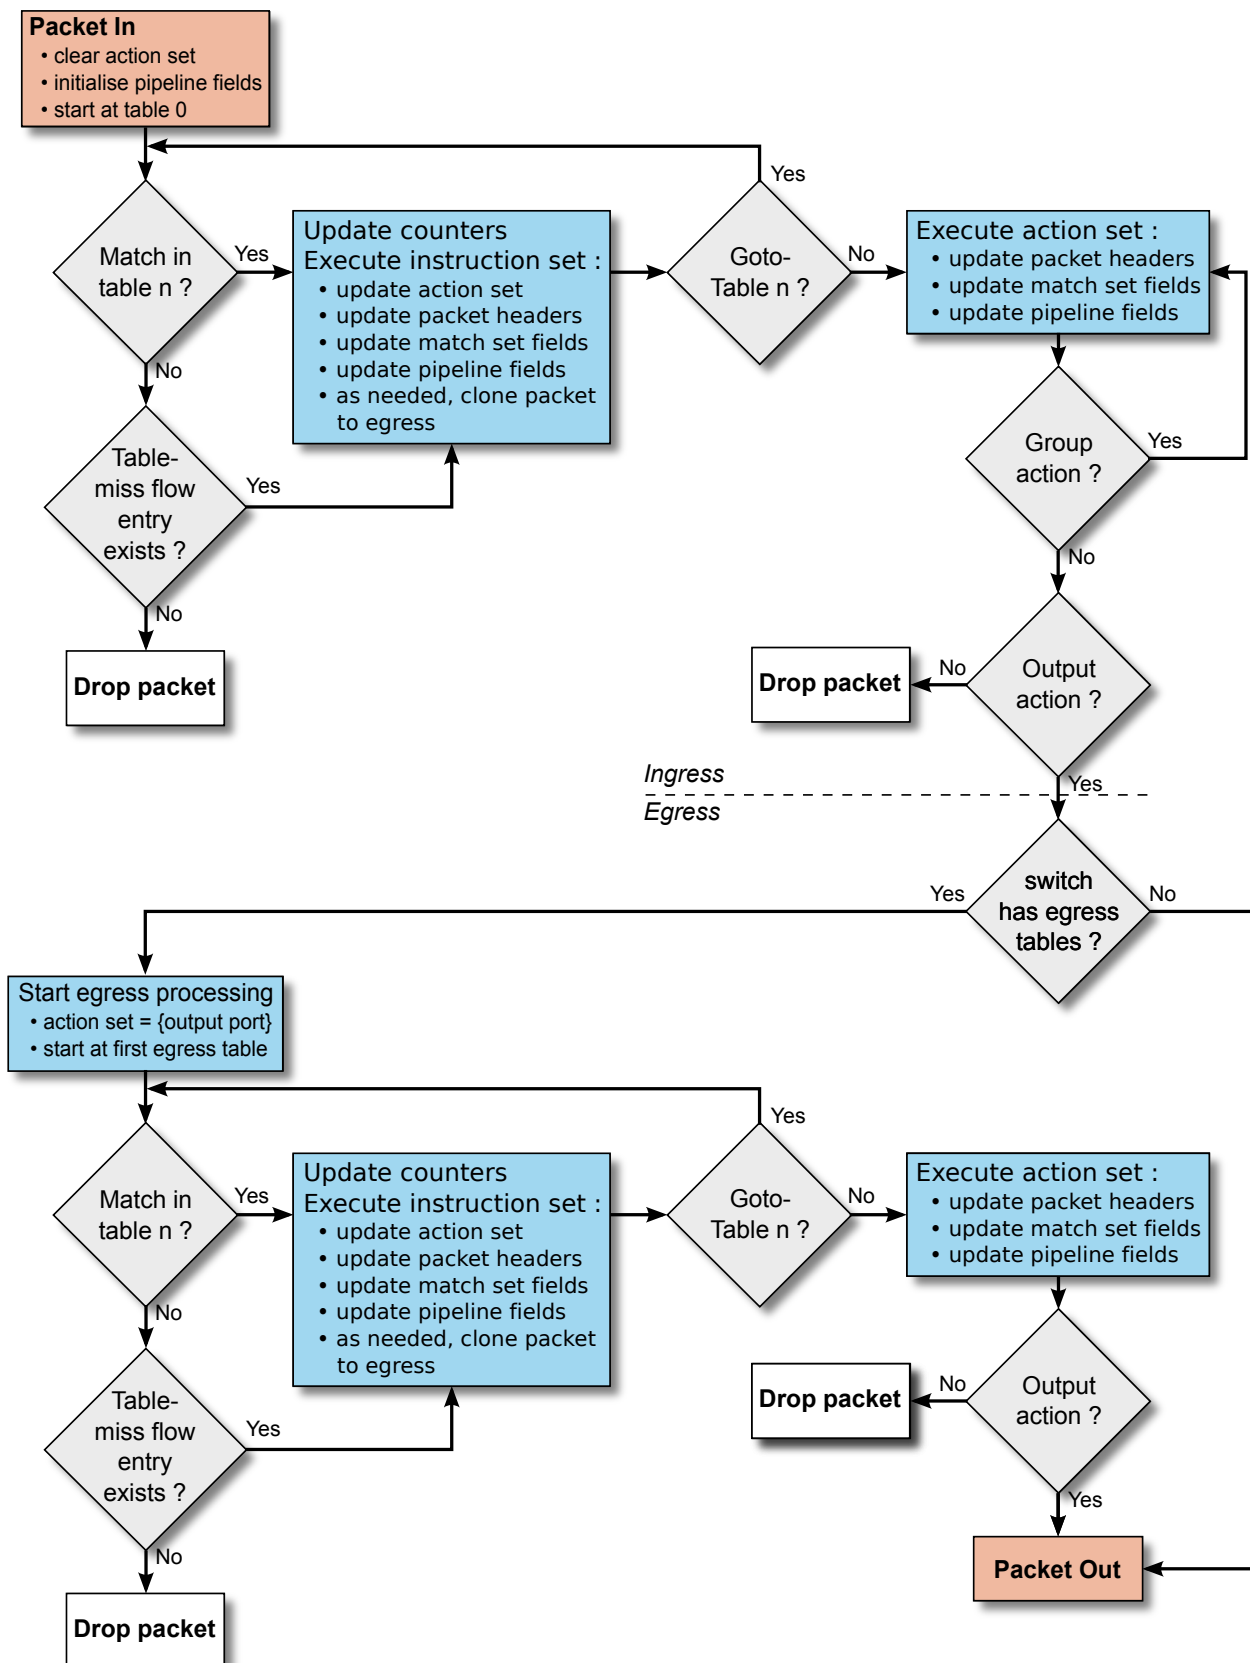 Packet In
• clear action set
• initialise pipeline fields
• start at table 0
Yes
Match in
table n ?
Yes
Update counters
Execute instruction set :
• update action set
• update packet headers
• update match set fields
• update pipeline fields
• as needed, clone packet
to egress
Goto-
Table n ?
No
Execute action set :
• update packet headers
• update match set fields
• update pipeline fields
No
Table-
miss flow
entry
exists ?
Yes
Group
action ?
Yes
No
No
Drop packet
Drop packet
No
Output
action ?
Ingress
Yes
Egress
Yes
switch
has egress
tables ?
No
Start egress processing
• action set = {output port}
• start at first egress table
Yes
Match in
table n ?
Yes
Update counters
Execute instruction set :
• update action set
• update packet headers
• update match set fields
• update pipeline fields
• as needed, clone packet
to egress
Goto-
Table n ?
No
Execute action set :
• update packet headers
• update match set fields
• update pipeline fields
No
Table-
miss flow
entry
exists ?
Yes
Drop packet
No
Output
action ?
Yes
No
Drop packet
Packet Out